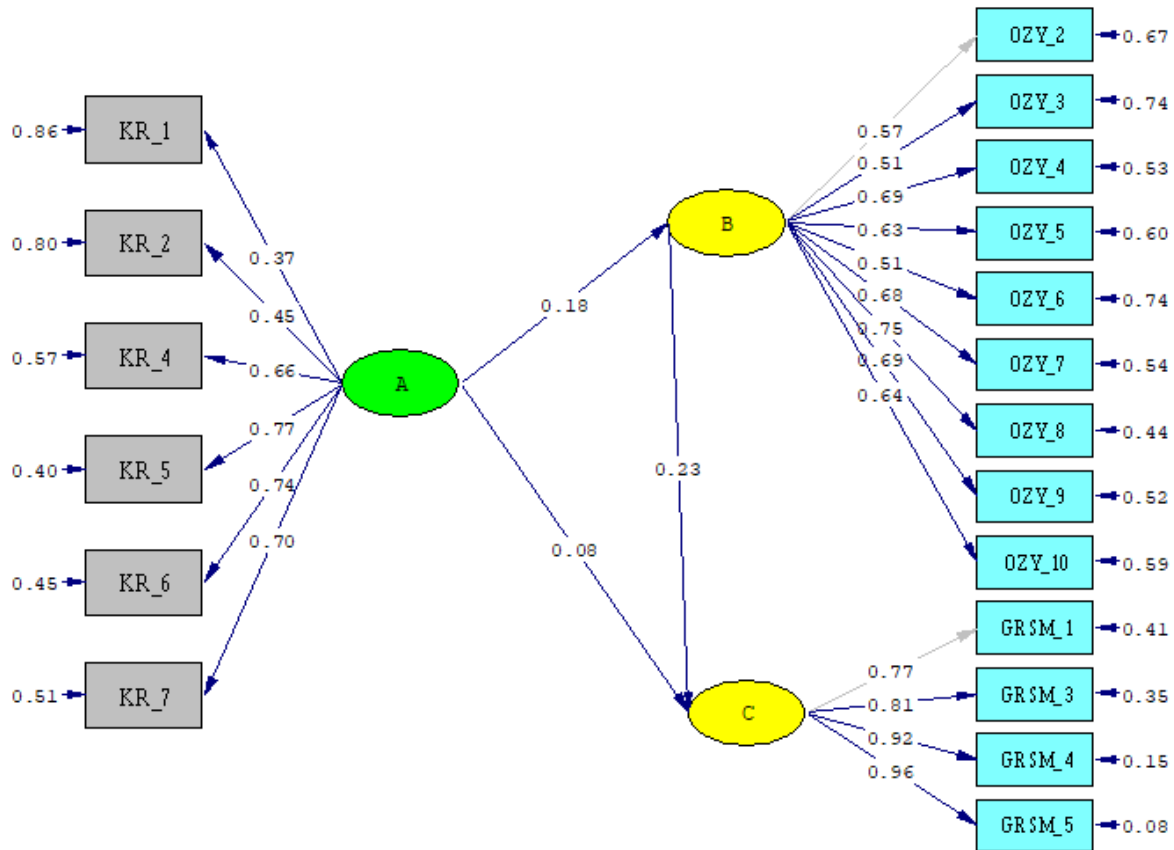 0.86 KR_1
0.80 KR_2
0.57 KR_4
0.40 KR_5
0.45 KR_6
0.51 KR_7
0.37
0.45
0.66
0.77
0.74
0.70
A
0.18
0.08
B
0.23
C
0.57
0.51
0.69
0.63
0.51
0.68
0.75
0.69
0.64
0.77
0.81
0.92
0.96
OZY_2 0.67
OZY_3 0.74
OZY_4 0.53
OZY_5 0.60
OZY_6 0.74
OZY_7 0.54
OZY_8 0.44
OZY_9 0.52
OZY_10 0.59
GRSM_1 0.41
GRSM_3 0.35
GRSM_4 0.15
GRSM_5 0.08